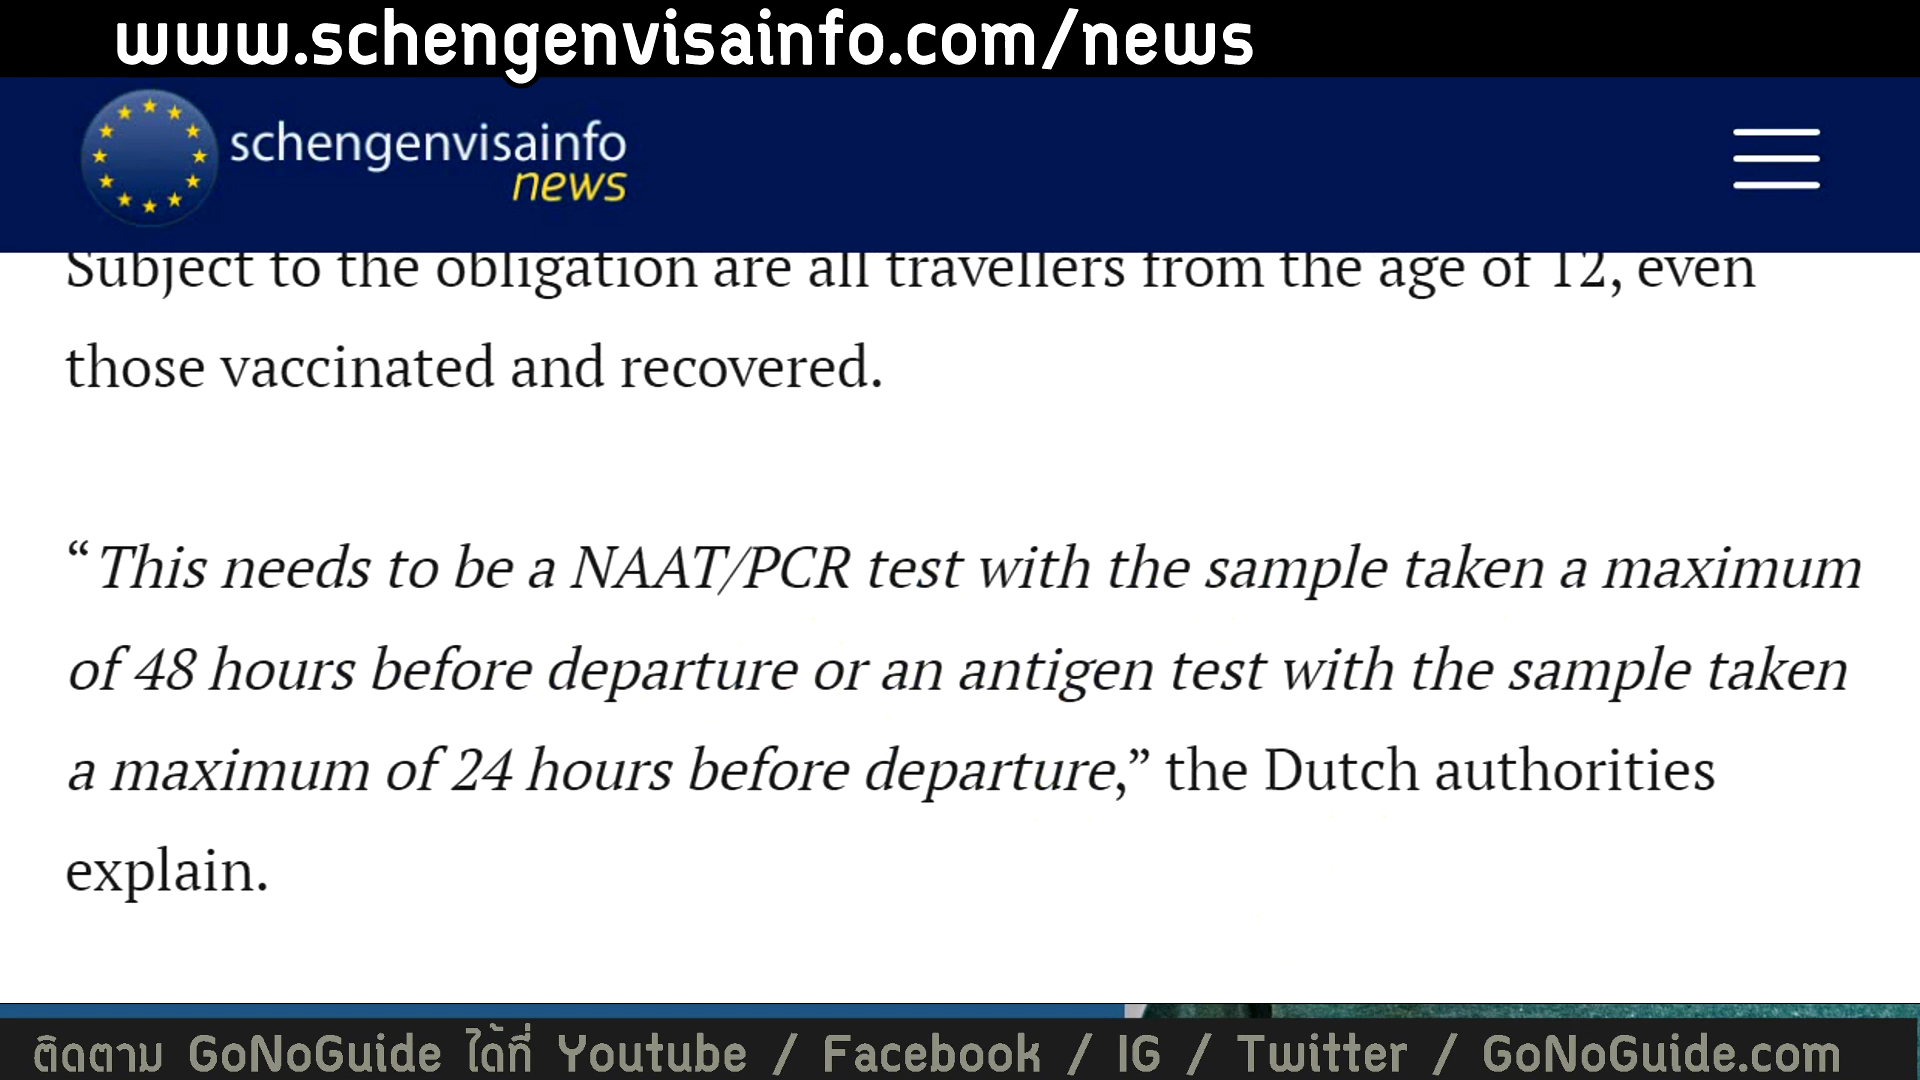 www.schengenvisainfo.com/news
schengenvisainfo
news
Subject to the obligation are all travellers from the age of 12, even
those vaccinated and recovered.
“This needs to be a NAAT/PCR test with the sample taken a maximum
of 48 hours before departure or an antigen test with the sample taken
a maximum of 24 hours before departure,” the Dutch authorities
explain.
ติดตาม GoNoGuide ได้ที่ Youtube / Facebook / IG / Twitter / GoNoGuide.com